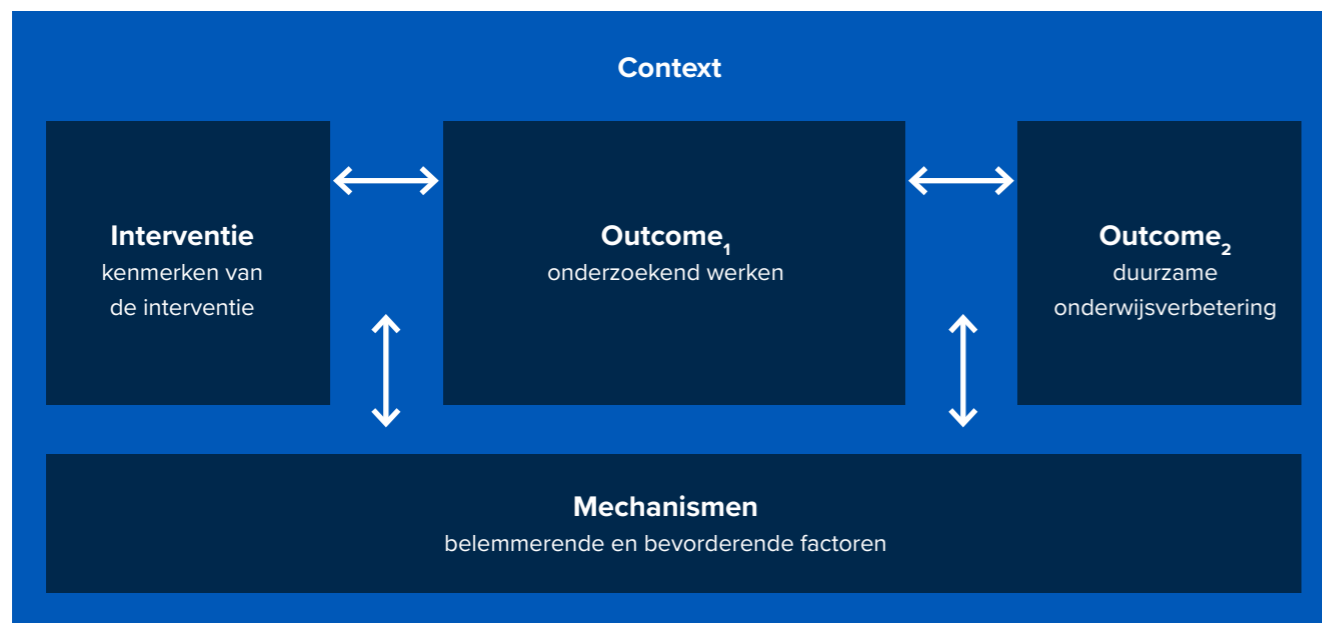 Context
Interventie
kenmerken van
de interventie
Outcome₁
onderzoekend werken
Outcome₂
duurzame
onderwijsverbetering
Mechanismen
belemmerende en bevorderende factoren